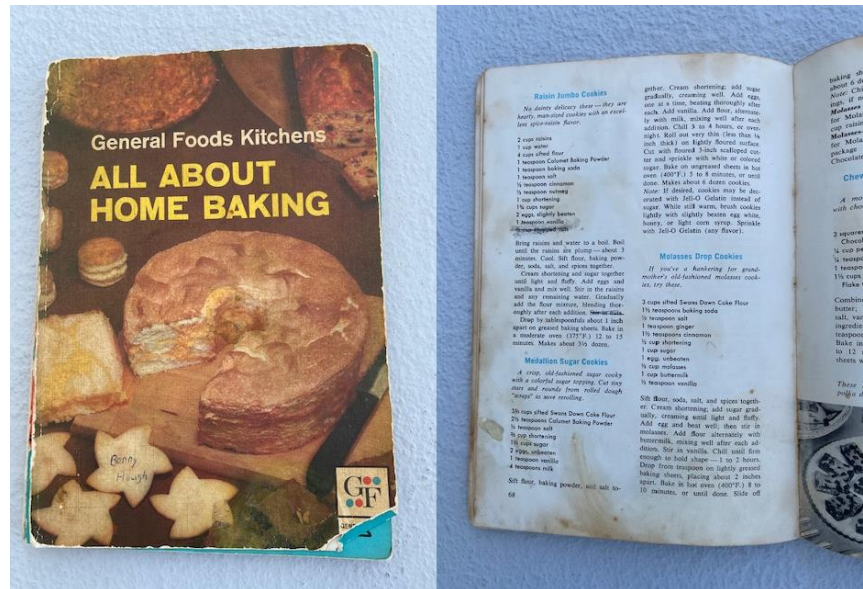 General Foods Kitchens
ALL ABOUT
HOME BAKING
Bonny
Hough
GF
Raisin Jumbo Cookies
No dainty delicacy these — they are
hearty, man-sized cookies with an excel-
lent spice-raisin flavor.
2 cups raisins
1 cup water
4 cups sifted flour
1 teaspoon Calumet Baking Powder
1 teaspoon baking soda
1 teaspoon salt
teaspoon cinnamon
teaspoon nutmeg
1 cup shortening
1¾ cups sugar
2 eggs, slightly beaten
1 teaspoon vanilla
Bring raisins and water to a boil. Boil
until the raisins are plump — about 3
minutes. Cool. Sift flour, baking pow-
der, soda, salt, and spices together.
Cream shortening and sugar together
until light and fluffy. Add eggs and
vanilla and mix well. Stir in the raisins
and any remaining water. Gradually
add the flour mixture, blending thor-
oughly after each addition. Stir in nuts.
Drop by tablespoonfuls about 1 inch
apart on greased baking sheets. Bake in
a moderate oven (375°F.) 12 to 15
minutes. Makes about 3½ dozen.
Medallion Sugar Cookies
A crisp, old-fashioned sugar cooky
with a colorful sugar topping. Cut tiny
stars and rounds from rolled dough
"wraps" to save rerolling.
cups sifted Swans Down Cake Flour
2½ teaspoons Calumet Baking Powder
½ teaspoon salt
⅔ cup shortening
cups sugar
2 eggs, unbeaten
1 teaspoon vanilla
4 teaspoons milk
Sift flour, baking powder, and salt to-
68
gether. Cream shortening; add sugar
gradually, creaming well. Add eggs,
one at a time, beating thoroughly after
each. Add vanilla. Add flour, alternate-
ly with milk, mixing well after each
addition. Chill 3 to 4 hours, or over-
night. Roll out very thin (less than ⅛
inch thick) on lightly floured surface.
Cut with floured 3-inch scalloped cut-
ter and sprinkle with white or colored
sugar. Bake on ungreased sheets in hot
oven (400°F.) 5 to 8 minutes, or until
done. Makes about 6 dozen cookies.
Note: If desired, cookies may be dec-
orated with Jell-O Gelatin instead of
sugar. While still warm, brush cookies
lightly with slightly beaten egg white,
honey, or light corn syrup. Sprinkle
with Jell-O Gelatin (any flavor).
Molasses Drop Cookies
If you've a hankering for grand-
mother's old-fashioned molasses cook-
ies, try these.
3 cups sifted Swans Down Cake Flour
1½ teaspoons baking soda
½ teaspoon salt
1 teaspoon ginger
1½ teaspoons cinnamon
cup shortening
1 cup sugar
1 egg, unbeaten
cup molasses
1 cup buttermilk
½ teaspoon vanilla
Sift flour, soda, salt, and spices togeth-
er. Cream shortening; add sugar grad-
ually, creaming until light and fluffy.
Add egg and beat well; then stir in
molasses. Add flour alternately with
buttermilk, mixing well after each ad-
dition. Stir in vanilla. Chill until firm
enough to hold shape — 1 to 2 hours.
Drop from teaspoon on lightly greased
baking sheets, placing about 2 inches
apart. Bake in hot oven (400°F.) 8 to
10 minutes, or until done. Slide off
baking
about 6
Note:
Molasses
for
cup raisin
for
package